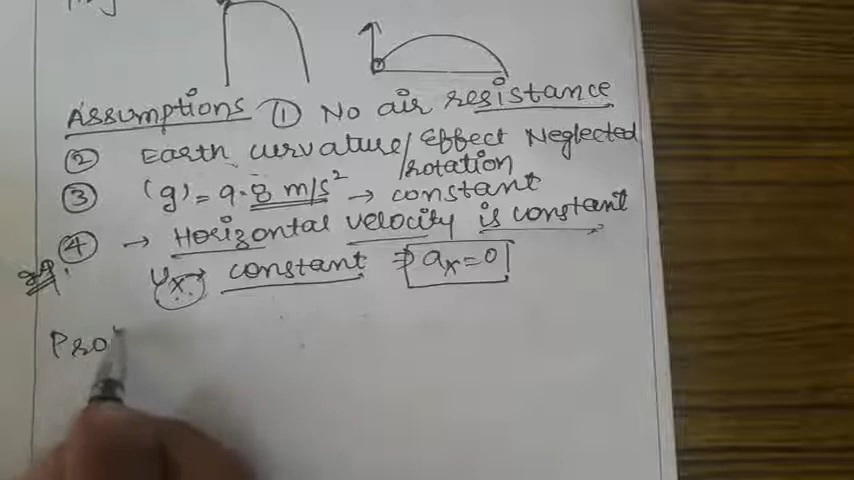 Assumptions ① No air resistance
② Earth curvature/Effect Neglected
/rotation
③ (g) = 9.8 m/s² → constant
④ → Horizontal velocity is constant
constant ⇒ ax=0
Pro